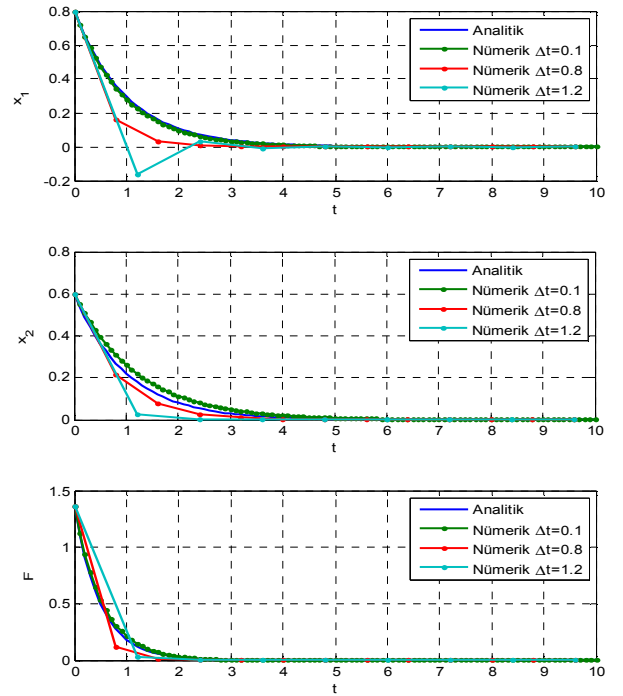 0.8
0.6
0.4
0.2
0
-0.2
x1
0 1 2 3 4 5 6 7 8 9 10
t
Analitik
Nümerik Δt=0.1
Nümerik Δt=0.8
Nümerik Δt=1.2
0.8
0.6
0.4
0.2
0
x2
0 1 2 3 4 5 6 7 8 9 10
t
Analitik
Nümerik Δt=0.1
Nümerik Δt=0.8
Nümerik Δt=1.2
1.5
1
0.5
0
F
0 1 2 3 4 5 6 7 8 9 10
t
Analitik
Nümerik Δt=0.1
Nümerik Δt=0.8
Nümerik Δt=1.2